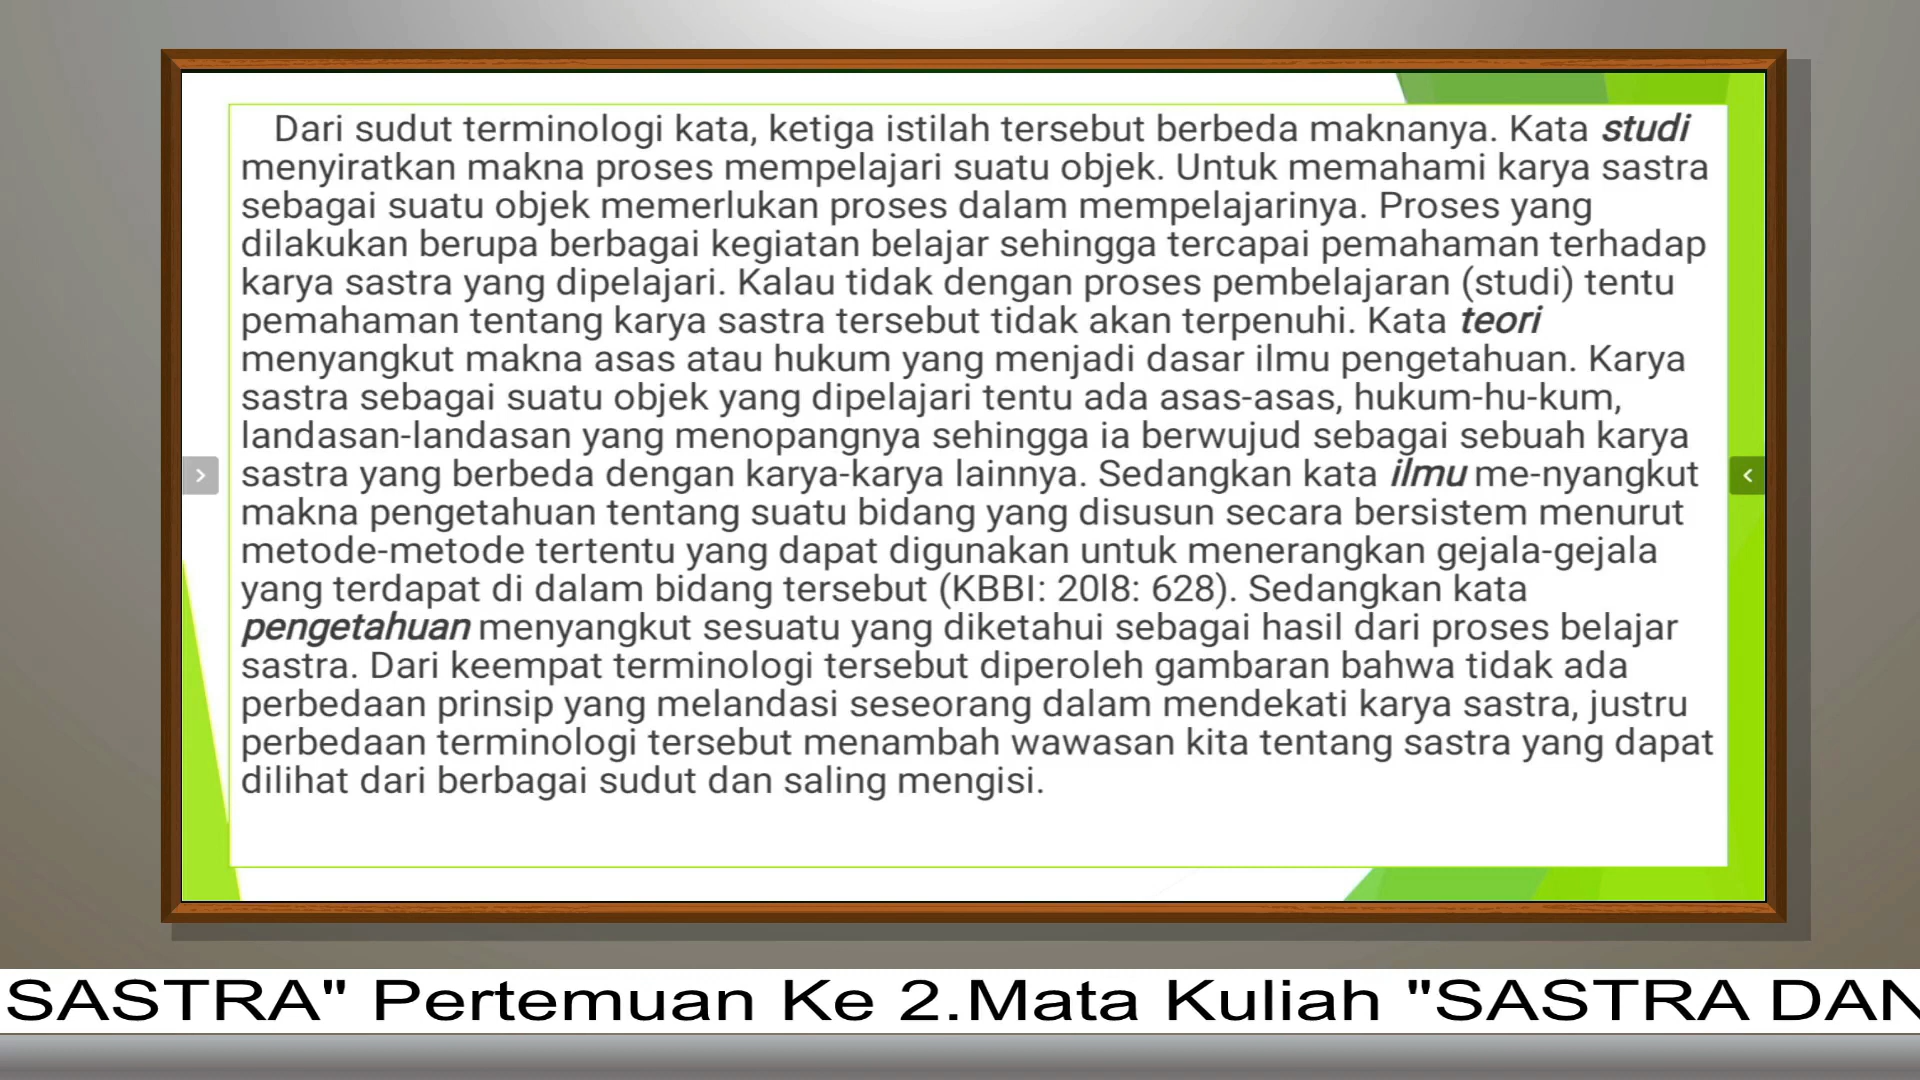 Dari sudut terminologi kata, ketiga istilah tersebut berbeda maknanya. Kata studi
menyiratkan makna proses mempelajari suatu objek. Untuk memahami karya sastra
sebagai suatu objek memerlukan proses dalam mempelajarinya. Proses yang
dilakukan berupa berbagai kegiatan belajar sehingga tercapai pemahaman terhadap
karya sastra yang dipelajari. Kalau tidak dengan proses pembelajaran (studi) tentu
pemahaman tentang karya sastra tersebut tidak akan terpenuhi. Kata teori
menyangkut makna asas atau hukum yang menjadi dasar ilmu pengetahuan. Karya
sastra sebagai suatu objek yang dipelajari tentu ada asas-asas, hukum-hu-kum,
landasan-landasan yang menopangnya sehingga ia berwujud sebagai sebuah karya
sastra yang berbeda dengan karya-karya lainnya. Sedangkan kata ilmu me-nyangkut
makna pengetahuan tentang suatu bidang yang disusun secara bersistem menurut
metode-metode tertentu yang dapat digunakan untuk menerangkan gejala-gejala
yang terdapat di dalam bidang tersebut (KBBI: 20l8: 628). Sedangkan kata
pengetahuan menyangkut sesuatu yang diketahui sebagai hasil dari proses belajar
sastra. Dari keempat terminologi tersebut diperoleh gambaran bahwa tidak ada
perbedaan prinsip yang melandasi seseorang dalam mendekati karya sastra, justru
perbedaan terminologi tersebut menambah wawasan kita tentang sastra yang dapat
dilihat dari berbagai sudut dan saling mengisi.
SASTRA" Pertemuan Ke 2.Mata Kuliah "SASTRA DAN